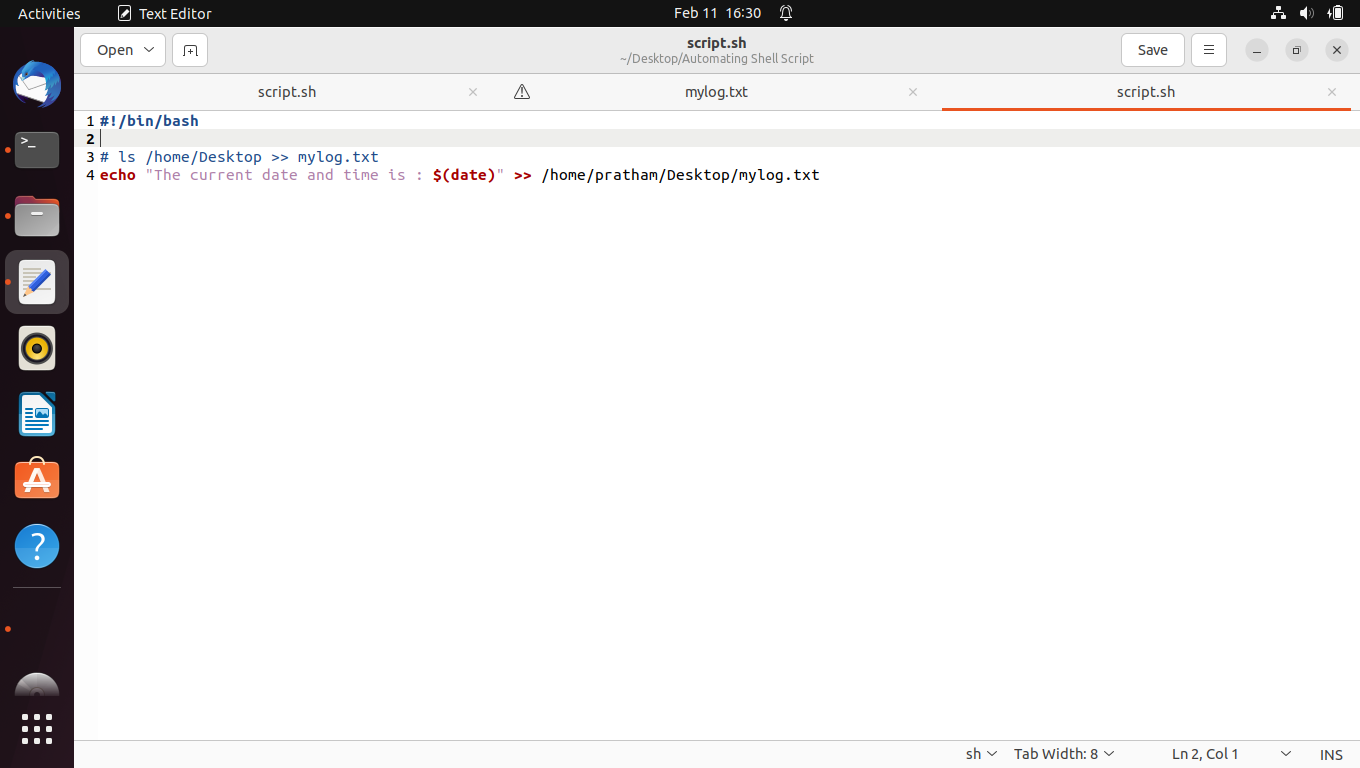 Activities Text Editor Feb 11 16:30
Open script.sh Save
~/Desktop/Automating Shell Script
script.sh mylog.txt script.sh
1 #!/bin/bash
2
3 # ls /home/Desktop >> mylog.txt
4 echo "The current date and time is : $(date)" >> /home/pratham/Desktop/mylog.txt
>_
A
?
sh Tab Width: 8 Ln 2, Col 1 INS